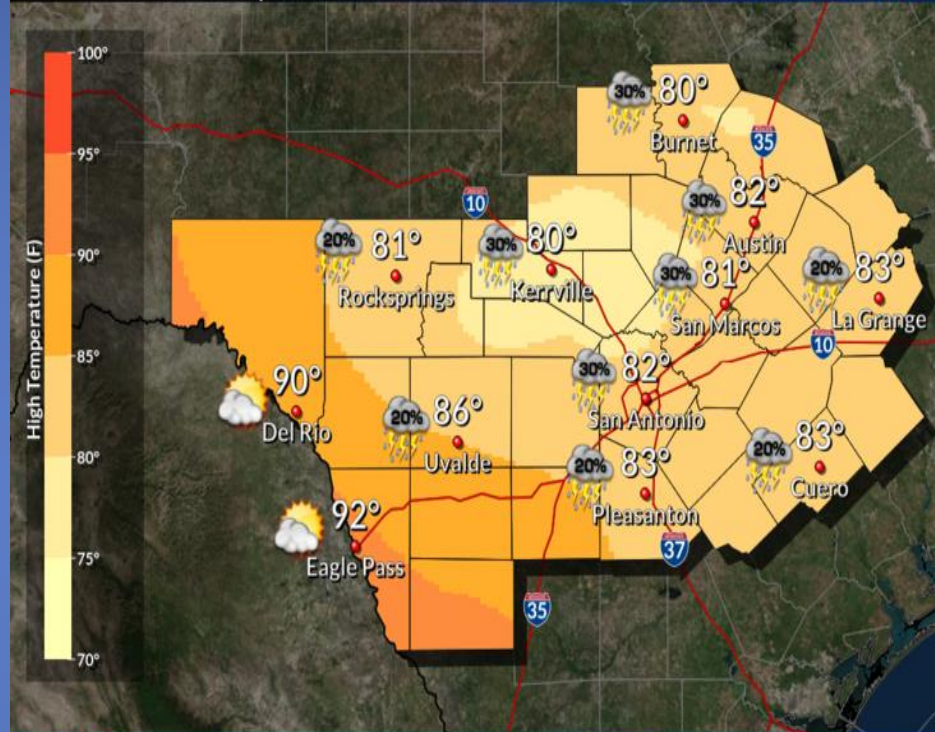 High Temperature (F)
100°
95°
90°
85°
80°
75°
70°
30% 80°
Burnet
35
10
30% 82°
Austin
20% 81°
Rocksprings
30% 80°
Kerrville
30% 81°
San Marcos
20% 83°
La Grange
10
90°
Del Rio
20% 86°
Uvalde
30% 82°
San Antonio
20% 83°
Pleasanton
20% 83°
Cuero
92°
Eagle Pass
37
35